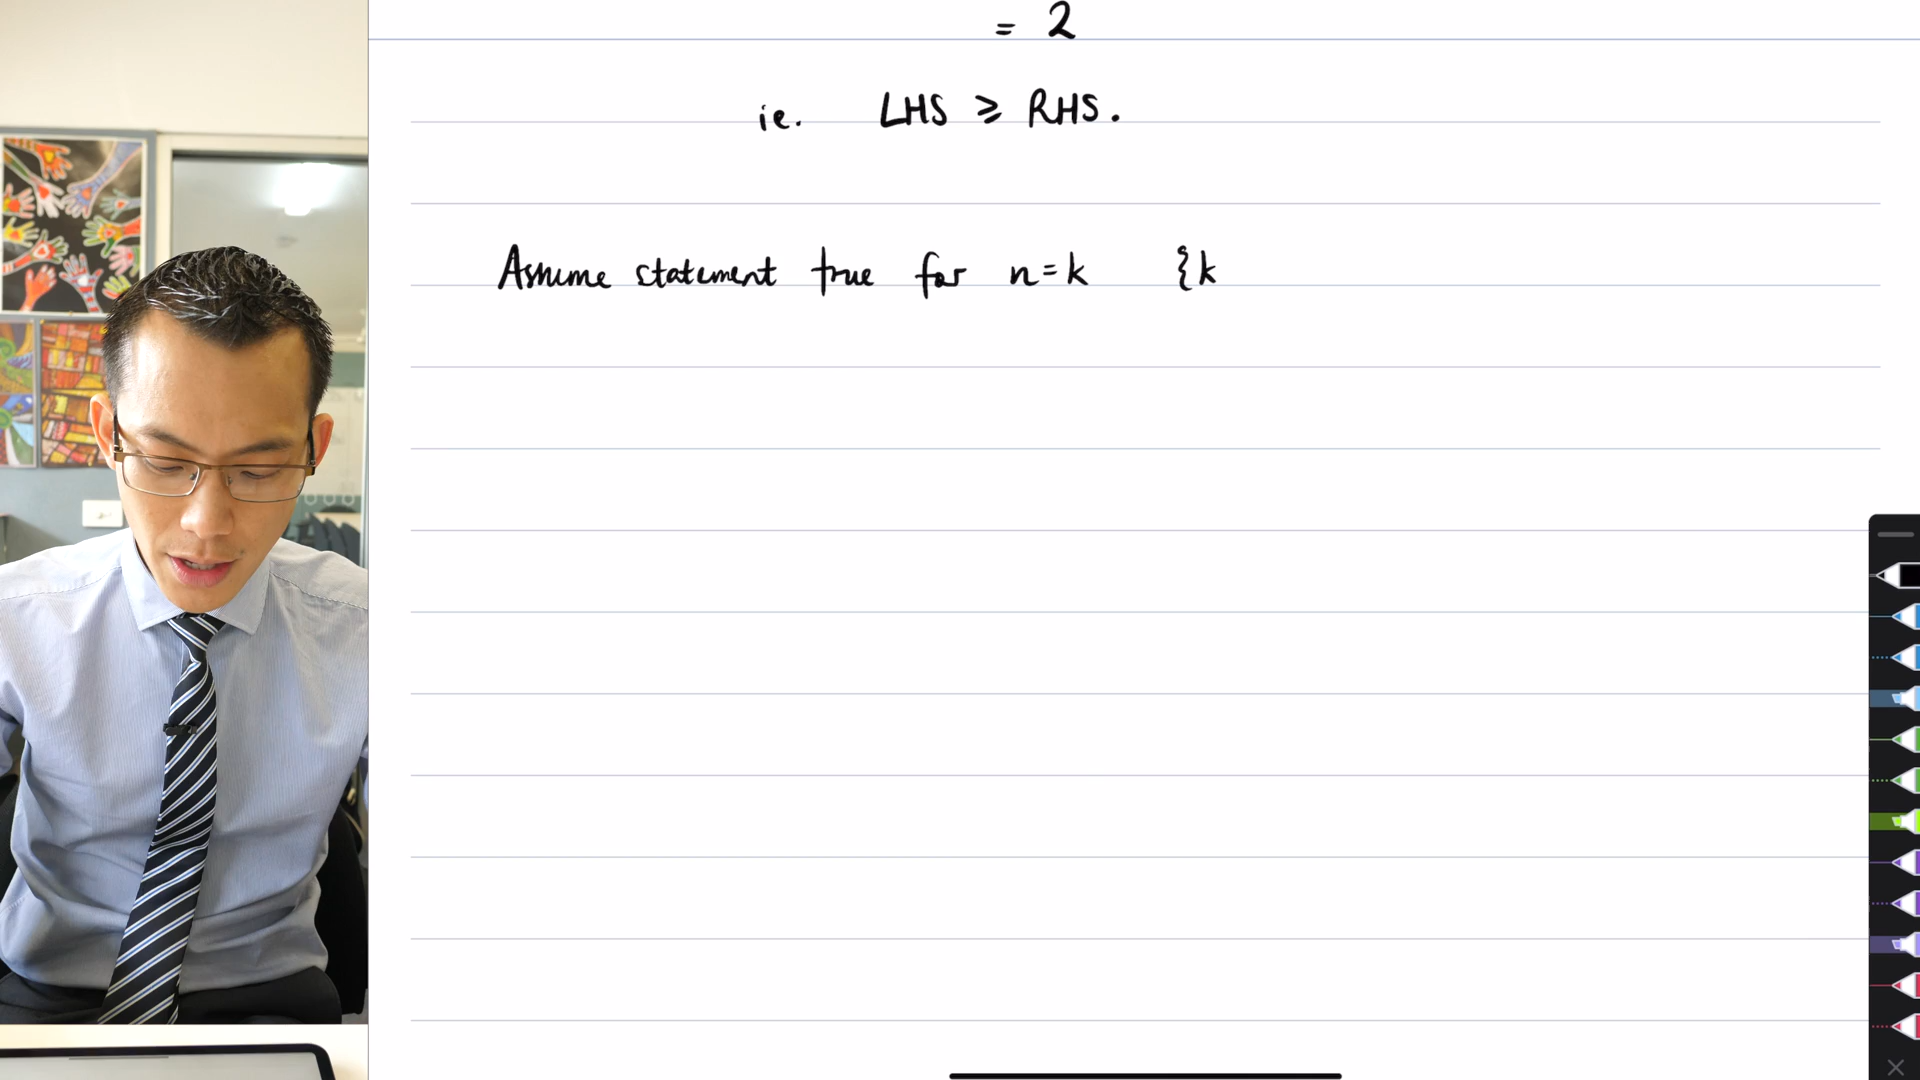 = 2
ie. LHS ⩾ RHS.
Assume statement true for n=k {k